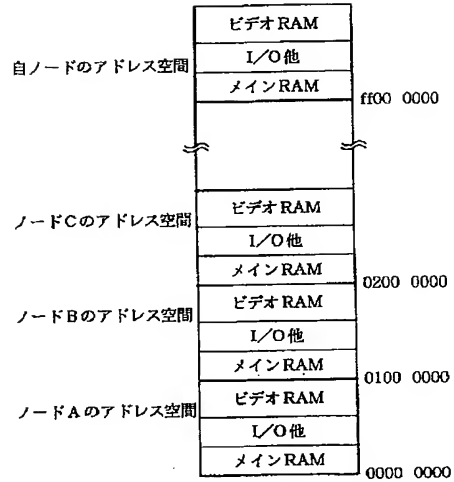 ビデオRAM
自ノードのアドレス空間
I/O他
メインRAM
ff00 0000
ビデオRAM
ノードCのアドレス空間
I/O他
メインRAM
0200 0000
ビデオRAM
ノードBのアドレス空間
I/O他
メインRAM
0100 0000
ビデオRAM
ノードAのアドレス空間
I/O他
メインRAM
0000 0000